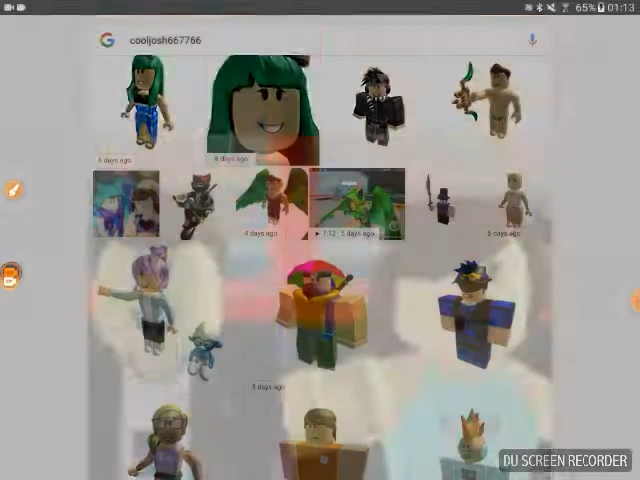 65% 01:13
G cooljosh667766
6 days ago
6 days ago
4 days ago
7:12 · 5 days ago
5 days ago
3 days ago
DU SCREEN RECORDER